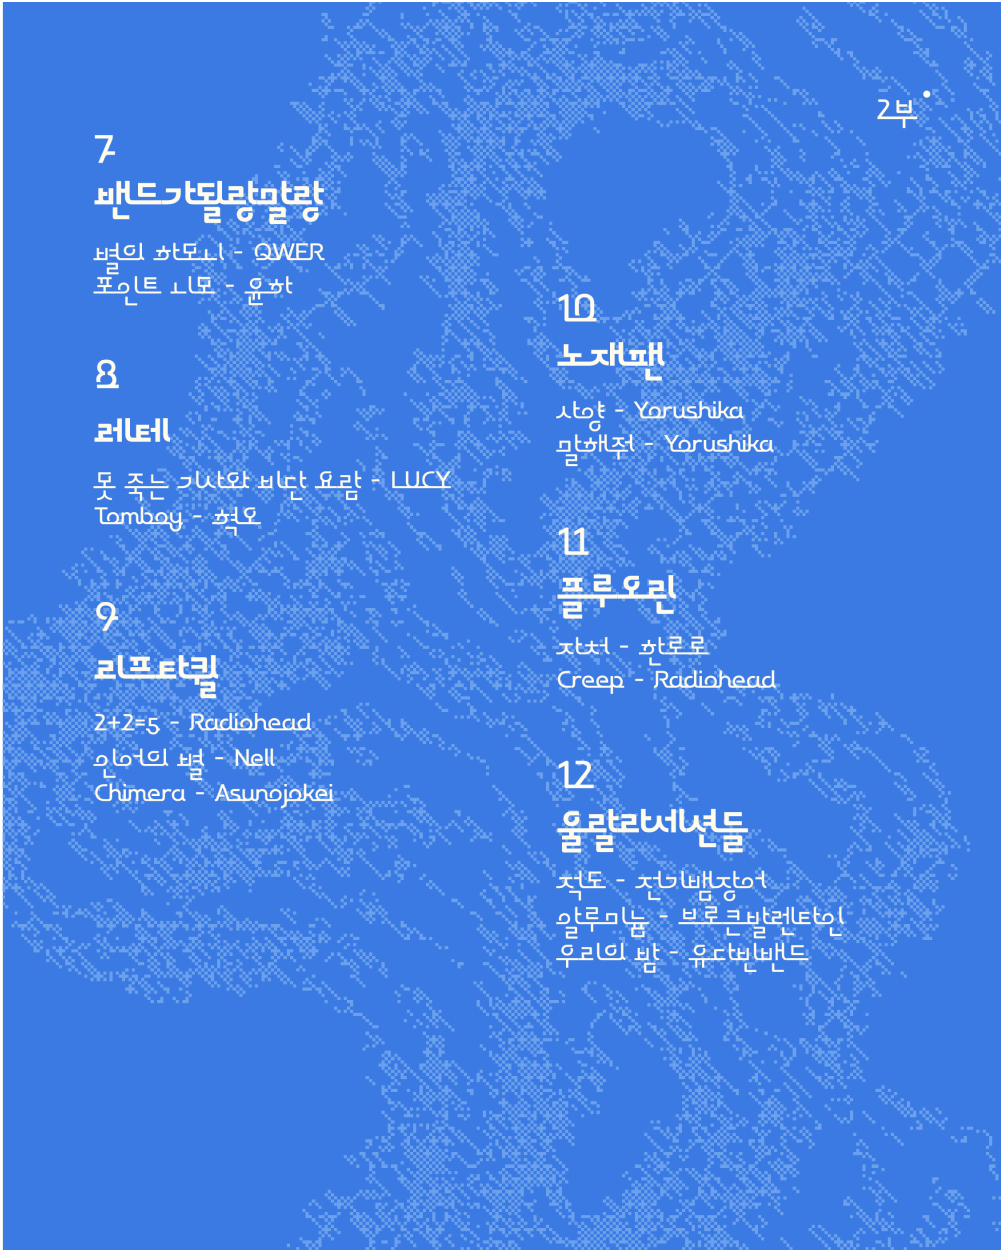 2부
7
밴드가될랑말랑
별의 하모니 - QWER
포인트 니모 - 윤하
8
러브테
못 죽는 기사와 비단 요람 - LUCY
Tomboy - 혁오
9
리프타킬
2+2=5 - Radiohead
인어의 별 - Nell
Chimera - Asunojokei
10
노재팬
사양 - Yorushika
말해줘 - Yorushika
11
플루오린
자처 - 한로로
Creep - Radiohead
12
울랄라세션들
적도 - 전기뱀장어
알루미늄 - 브로큰발렌타인
우리의 밤 - 유다빈밴드